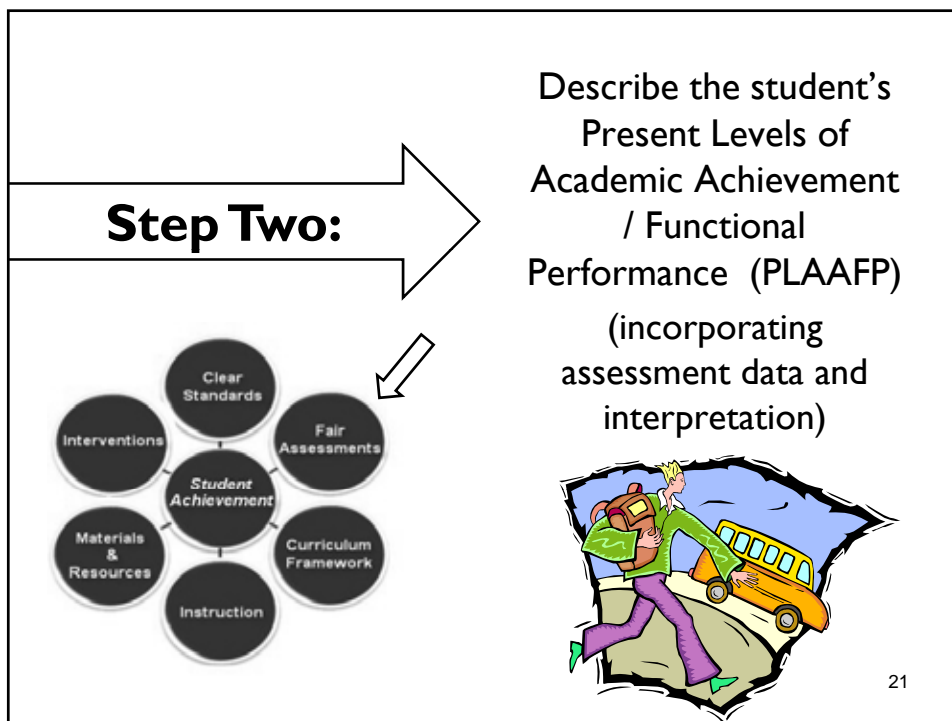 Step Two:
Describe the student’s
Present Levels of
Academic Achievement
/ Functional
Performance (PLAAFP)
(incorporating
assessment data and
interpretation)
Clear
Standards
Interventions
Fair
Assessments
Student
Achievement
Materials
&
Resources
Curriculum
Framework
Instruction
21